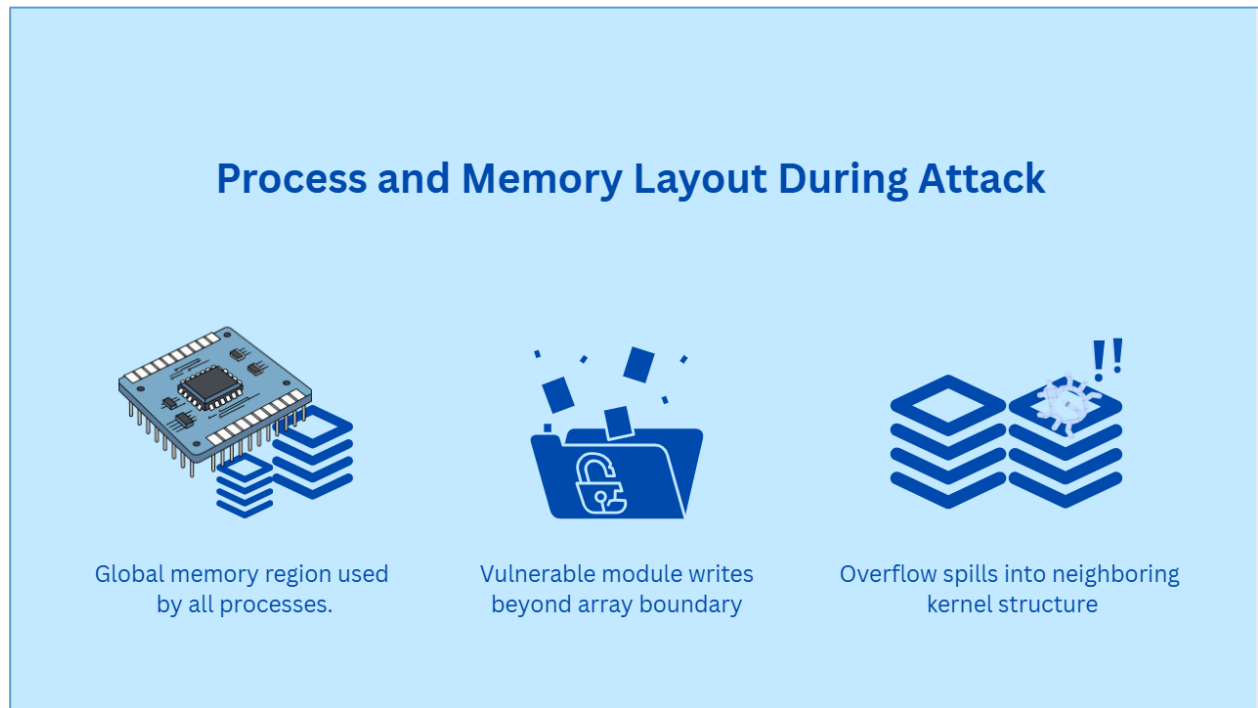 Process and Memory Layout During Attack
!!
Global memory region used
by all processes.
Vulnerable module writes
beyond array boundary
Overflow spills into neighboring
kernel structure